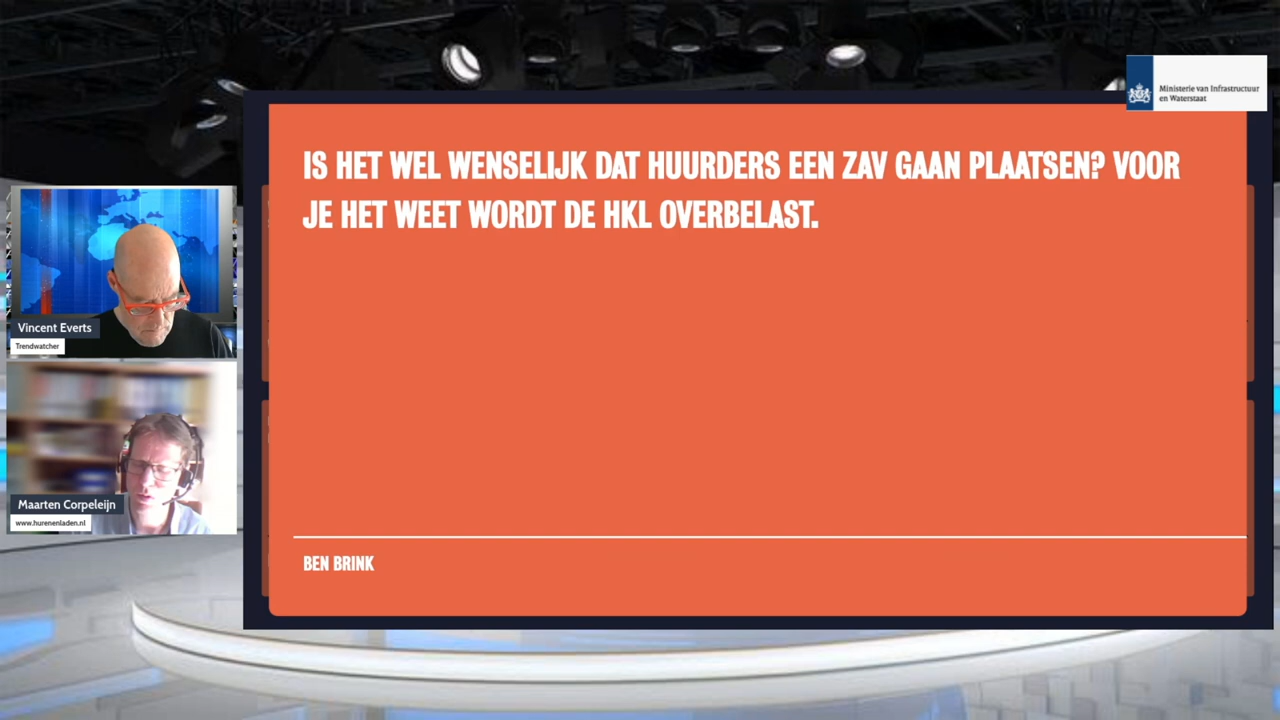 Ministerie van Infrastructuur
en Waterstaat
IS HET WEL WENSELIJK DAT HUURDERS EEN ZAV GAAN PLAATSEN? VOOR
JE HET WEET WORDT DE HKL OVERBELAST.
Vincent Everts
Trendwatcher
Maarten Corpeleijn
www.hurenenladen.nl
BEN BRINK